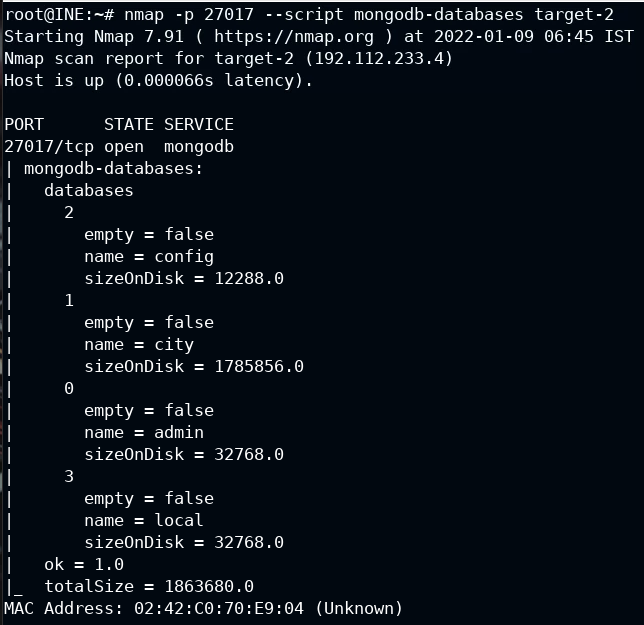 root@INE:~# nmap -p 27017 --script mongodb-databases target-2
Starting Nmap 7.91 ( https://nmap.org ) at 2022-01-09 06:45 IST
Nmap scan report for target-2 (192.112.233.4)
Host is up (0.000066s latency).

PORT      STATE SERVICE
27017/tcp open  mongodb
| mongodb-databases:
|   databases
|     2
|       empty = false
|       name = config
|       sizeOnDisk = 12288.0
|     1
|       empty = false
|       name = city
|       sizeOnDisk = 1785856.0
|     0
|       empty = false
|       name = admin
|       sizeOnDisk = 32768.0
|     3
|       empty = false
|       name = local
|       sizeOnDisk = 32768.0
|   ok = 1.0
|_  totalSize = 1863680.0
MAC Address: 02:42:C0:70:E9:04 (Unknown)